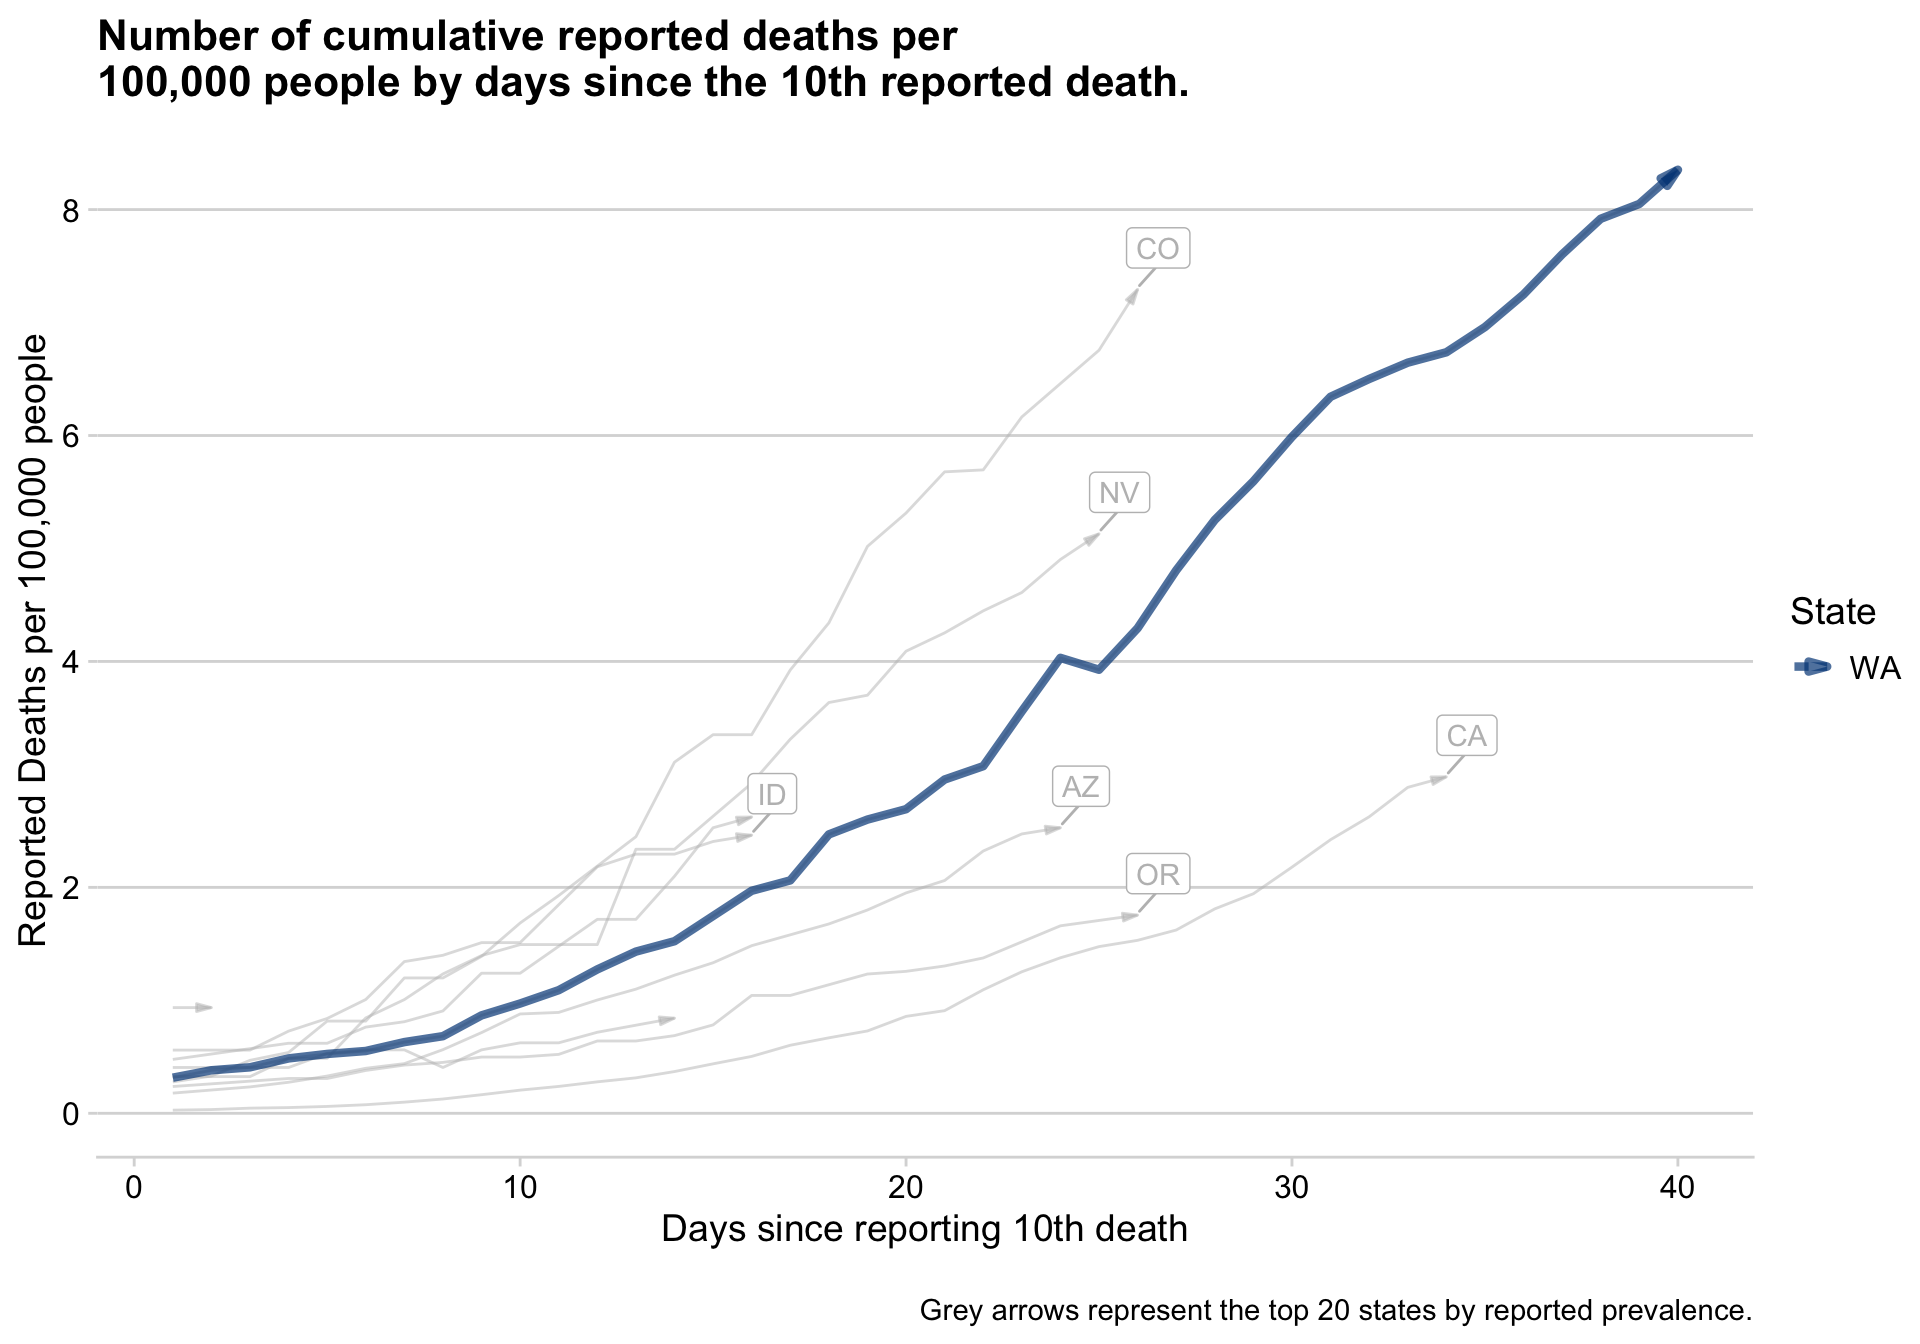 Number of cumulative reported deaths per
100,000 people by days since the 10th reported death.
Reported Deaths per 100,000 people
8
6
4
2
0
CO
NV
ID
AZ
CA
OR
State
WA
0 10 20 30 40
Days since reporting 10th death
Grey arrows represent the top 20 states by reported prevalence.